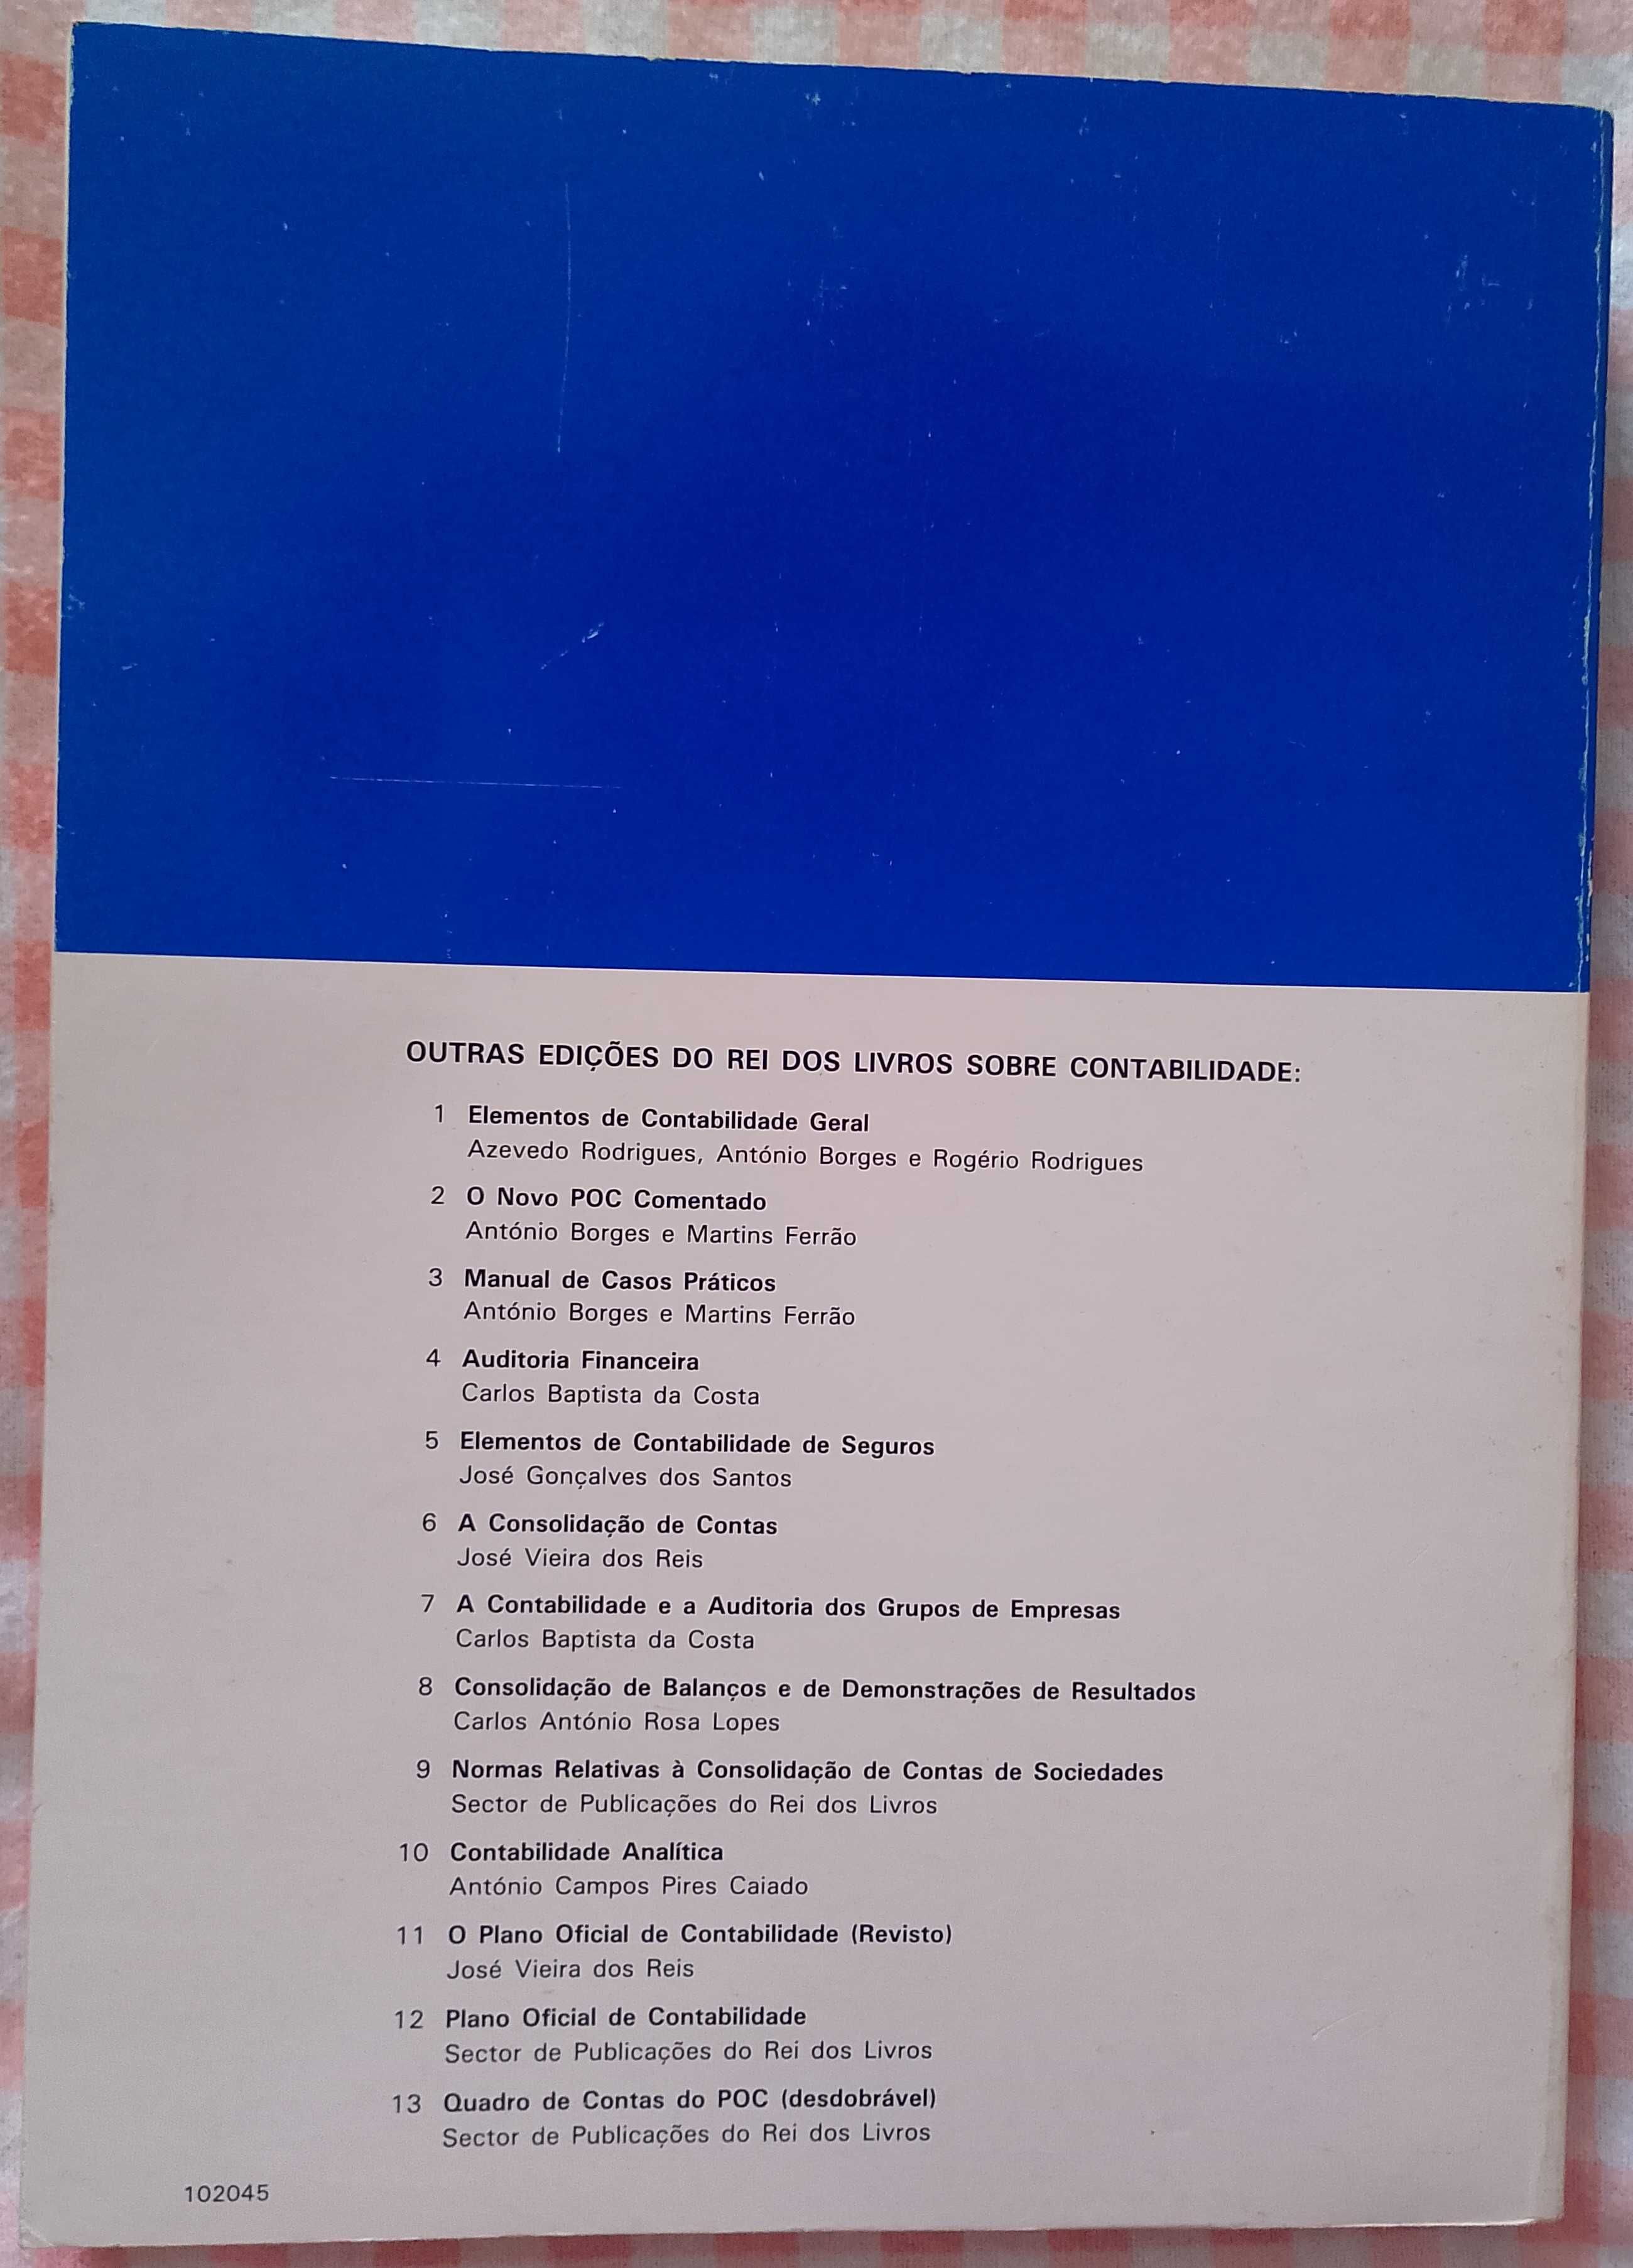 OUTRAS EDIÇÕES DO REI DOS LIVROS SOBRE CONTABILIDADE:
1 Elementos de Contabilidade Geral
Azevedo Rodrigues, António Borges e Rogério Rodrigues
2 O Novo POC Comentado
António Borges e Martins Ferrão
3 Manual de Casos Práticos
António Borges e Martins Ferrão
4 Auditoria Financeira
Carlos Baptista da Costa
5 Elementos de Contabilidade de Seguros
José Gonçalves dos Santos
6 A Consolidação de Contas
José Vieira dos Reis
7 A Contabilidade e a Auditoria dos Grupos de Empresas
Carlos Baptista da Costa
8 Consolidação de Balanços e de Demonstrações de Resultados
Carlos António Rosa Lopes
9 Normas Relativas à Consolidação de Contas de Sociedades
Sector de Publicações do Rei dos Livros
10 Contabilidade Analítica
António Campos Pires Caiado
11 O Plano Oficial de Contabilidade (Revisto)
José Vieira dos Reis
12 Plano Oficial de Contabilidade
Sector de Publicações do Rei dos Livros
13 Quadro de Contas do POC (desdobrável)
Sector de Publicações do Rei dos Livros
102045